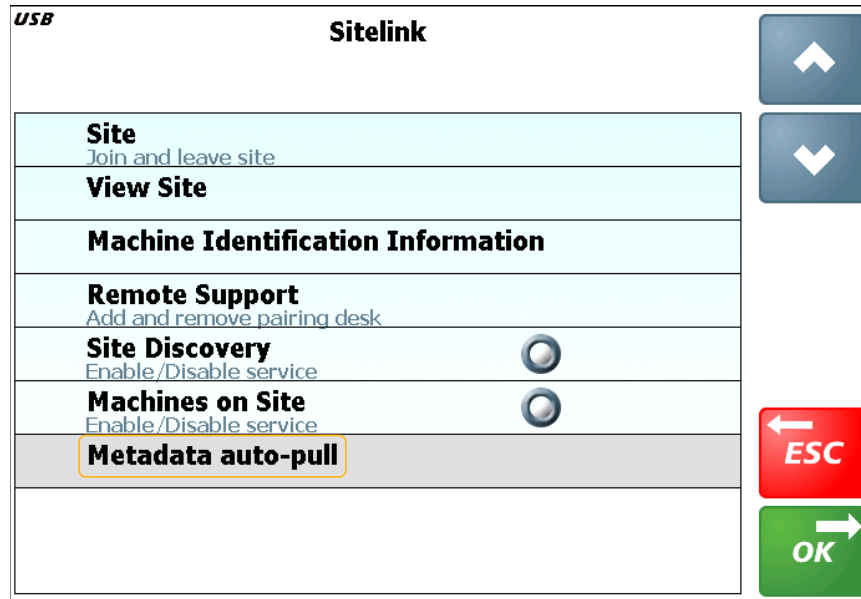 USB
Sitelink
Site
Join and leave site
View Site
Machine Identification Information
Remote Support
Add and remove pairing desk
Site Discovery
Enable/Disable service
Machines on Site
Enable/Disable service
Metadata auto-pull
ESC
OK